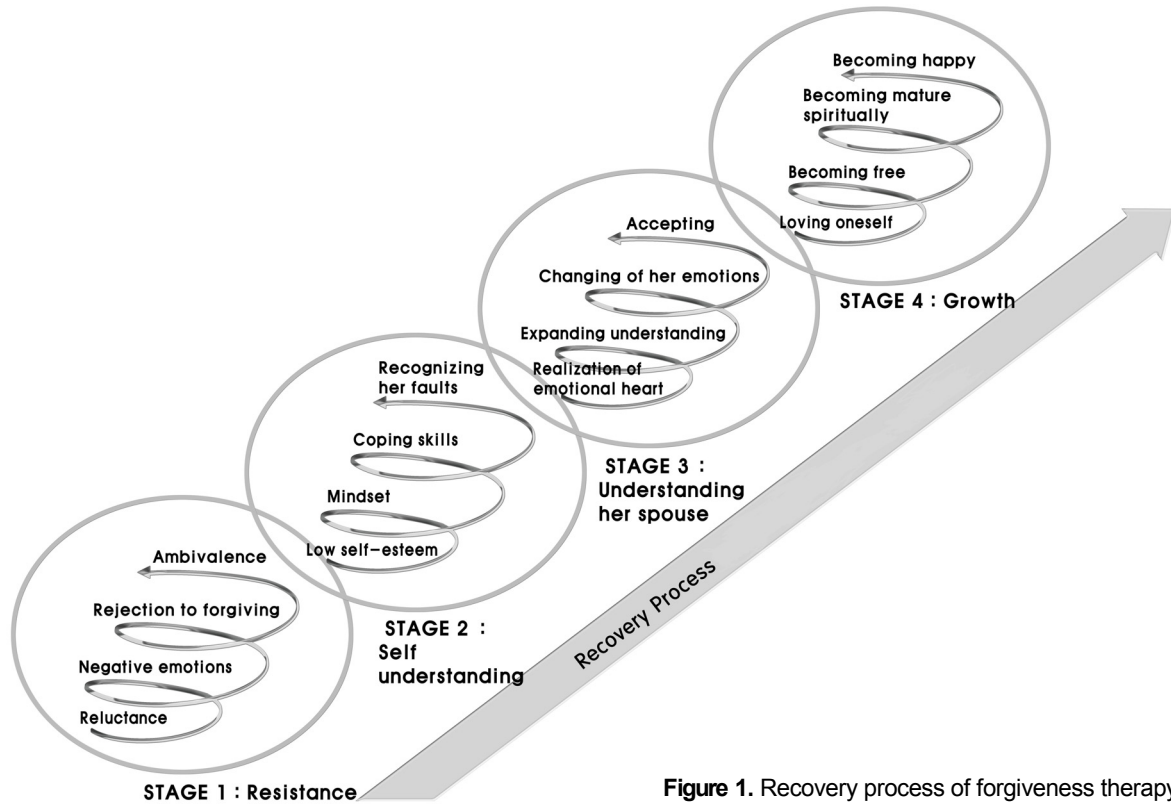 Becoming happy
Becoming mature
spiritually
Becoming free
Loving oneself
STAGE 4 : Growth
Accepting
Changing of her emotions
Expanding understanding
Realization of
emotional heart
STAGE 3 :
Understanding
her spouse
Recognizing
her faults
Coping skills
Mindset
Low self-esteem
STAGE 2 :
Self
understanding
Ambivalence
Rejection to forgiving
Negative emotions
Reluctance
STAGE 1 : Resistance
Recovery Process
Figure 1. Recovery process of forgiveness therapy